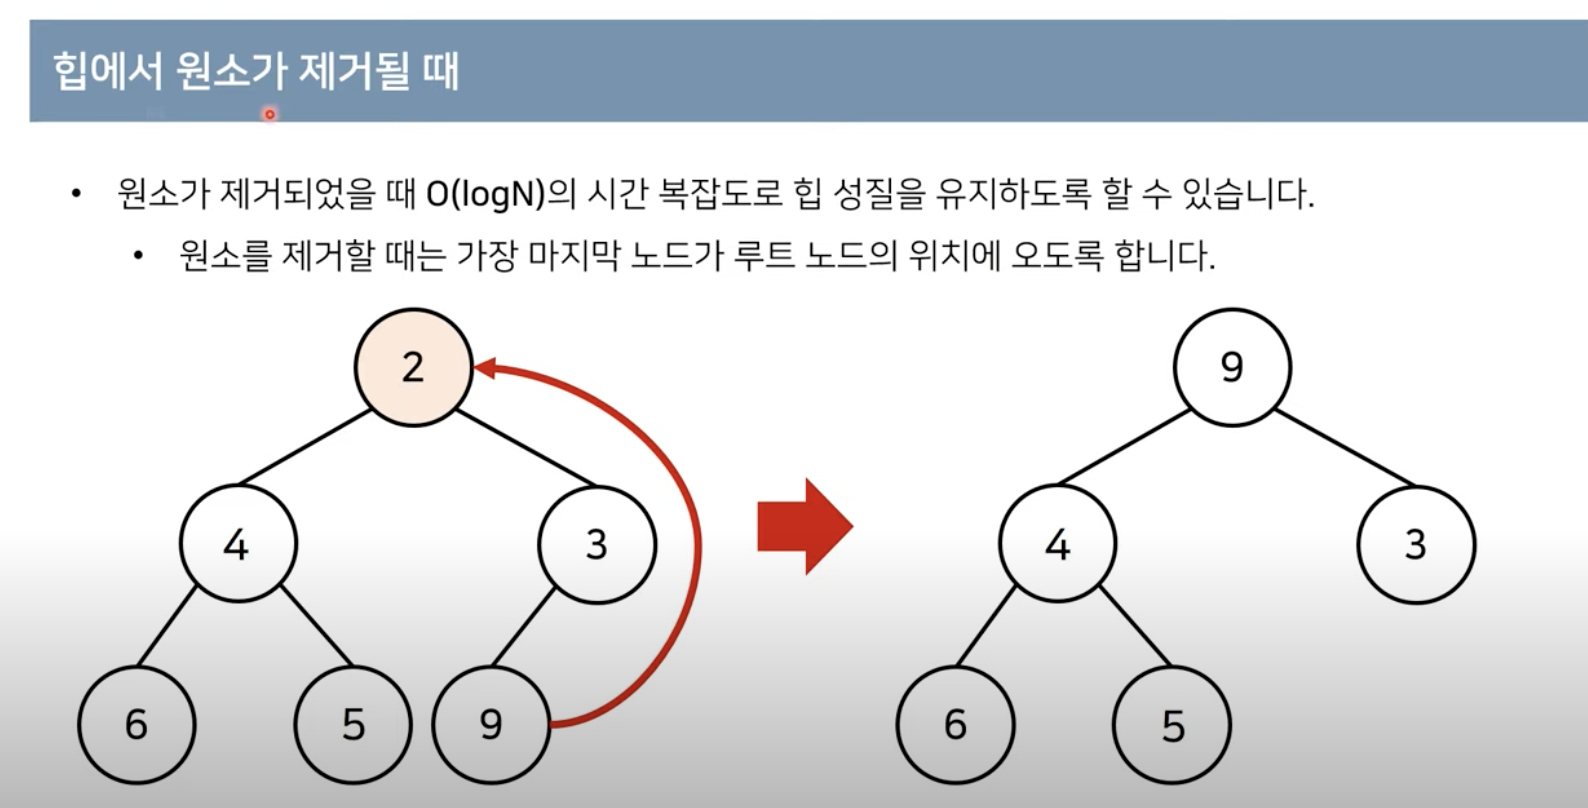 힙에서 원소가 제거될 때
• 원소가 제거되었을 때 O(logN)의 시간 복잡도로 힙 성질을 유지하도록 할 수 있습니다.
• 원소를 제거할 때는 가장 마지막 노드가 루트 노드의 위치에 오도록 합니다.
2 9
4 3 4 3
6 5 9 6 5